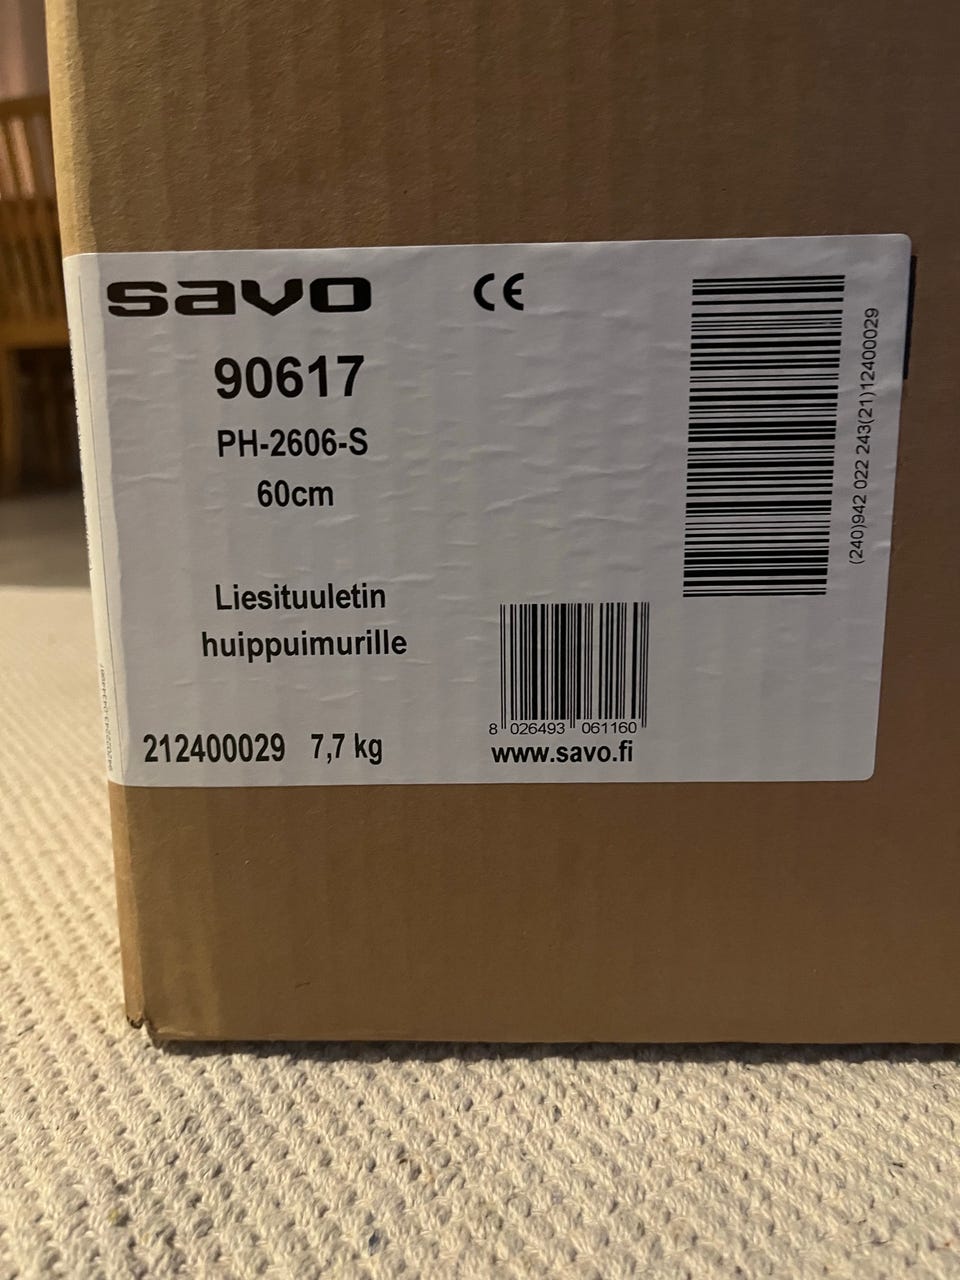 savo
CE
90617
PH-2606-S
60cm
Liesituuletin
huippuimurille
212400029 7,7 kg
(240)942 022 243(21)12400029
8 026493 061160
www.savo.fi